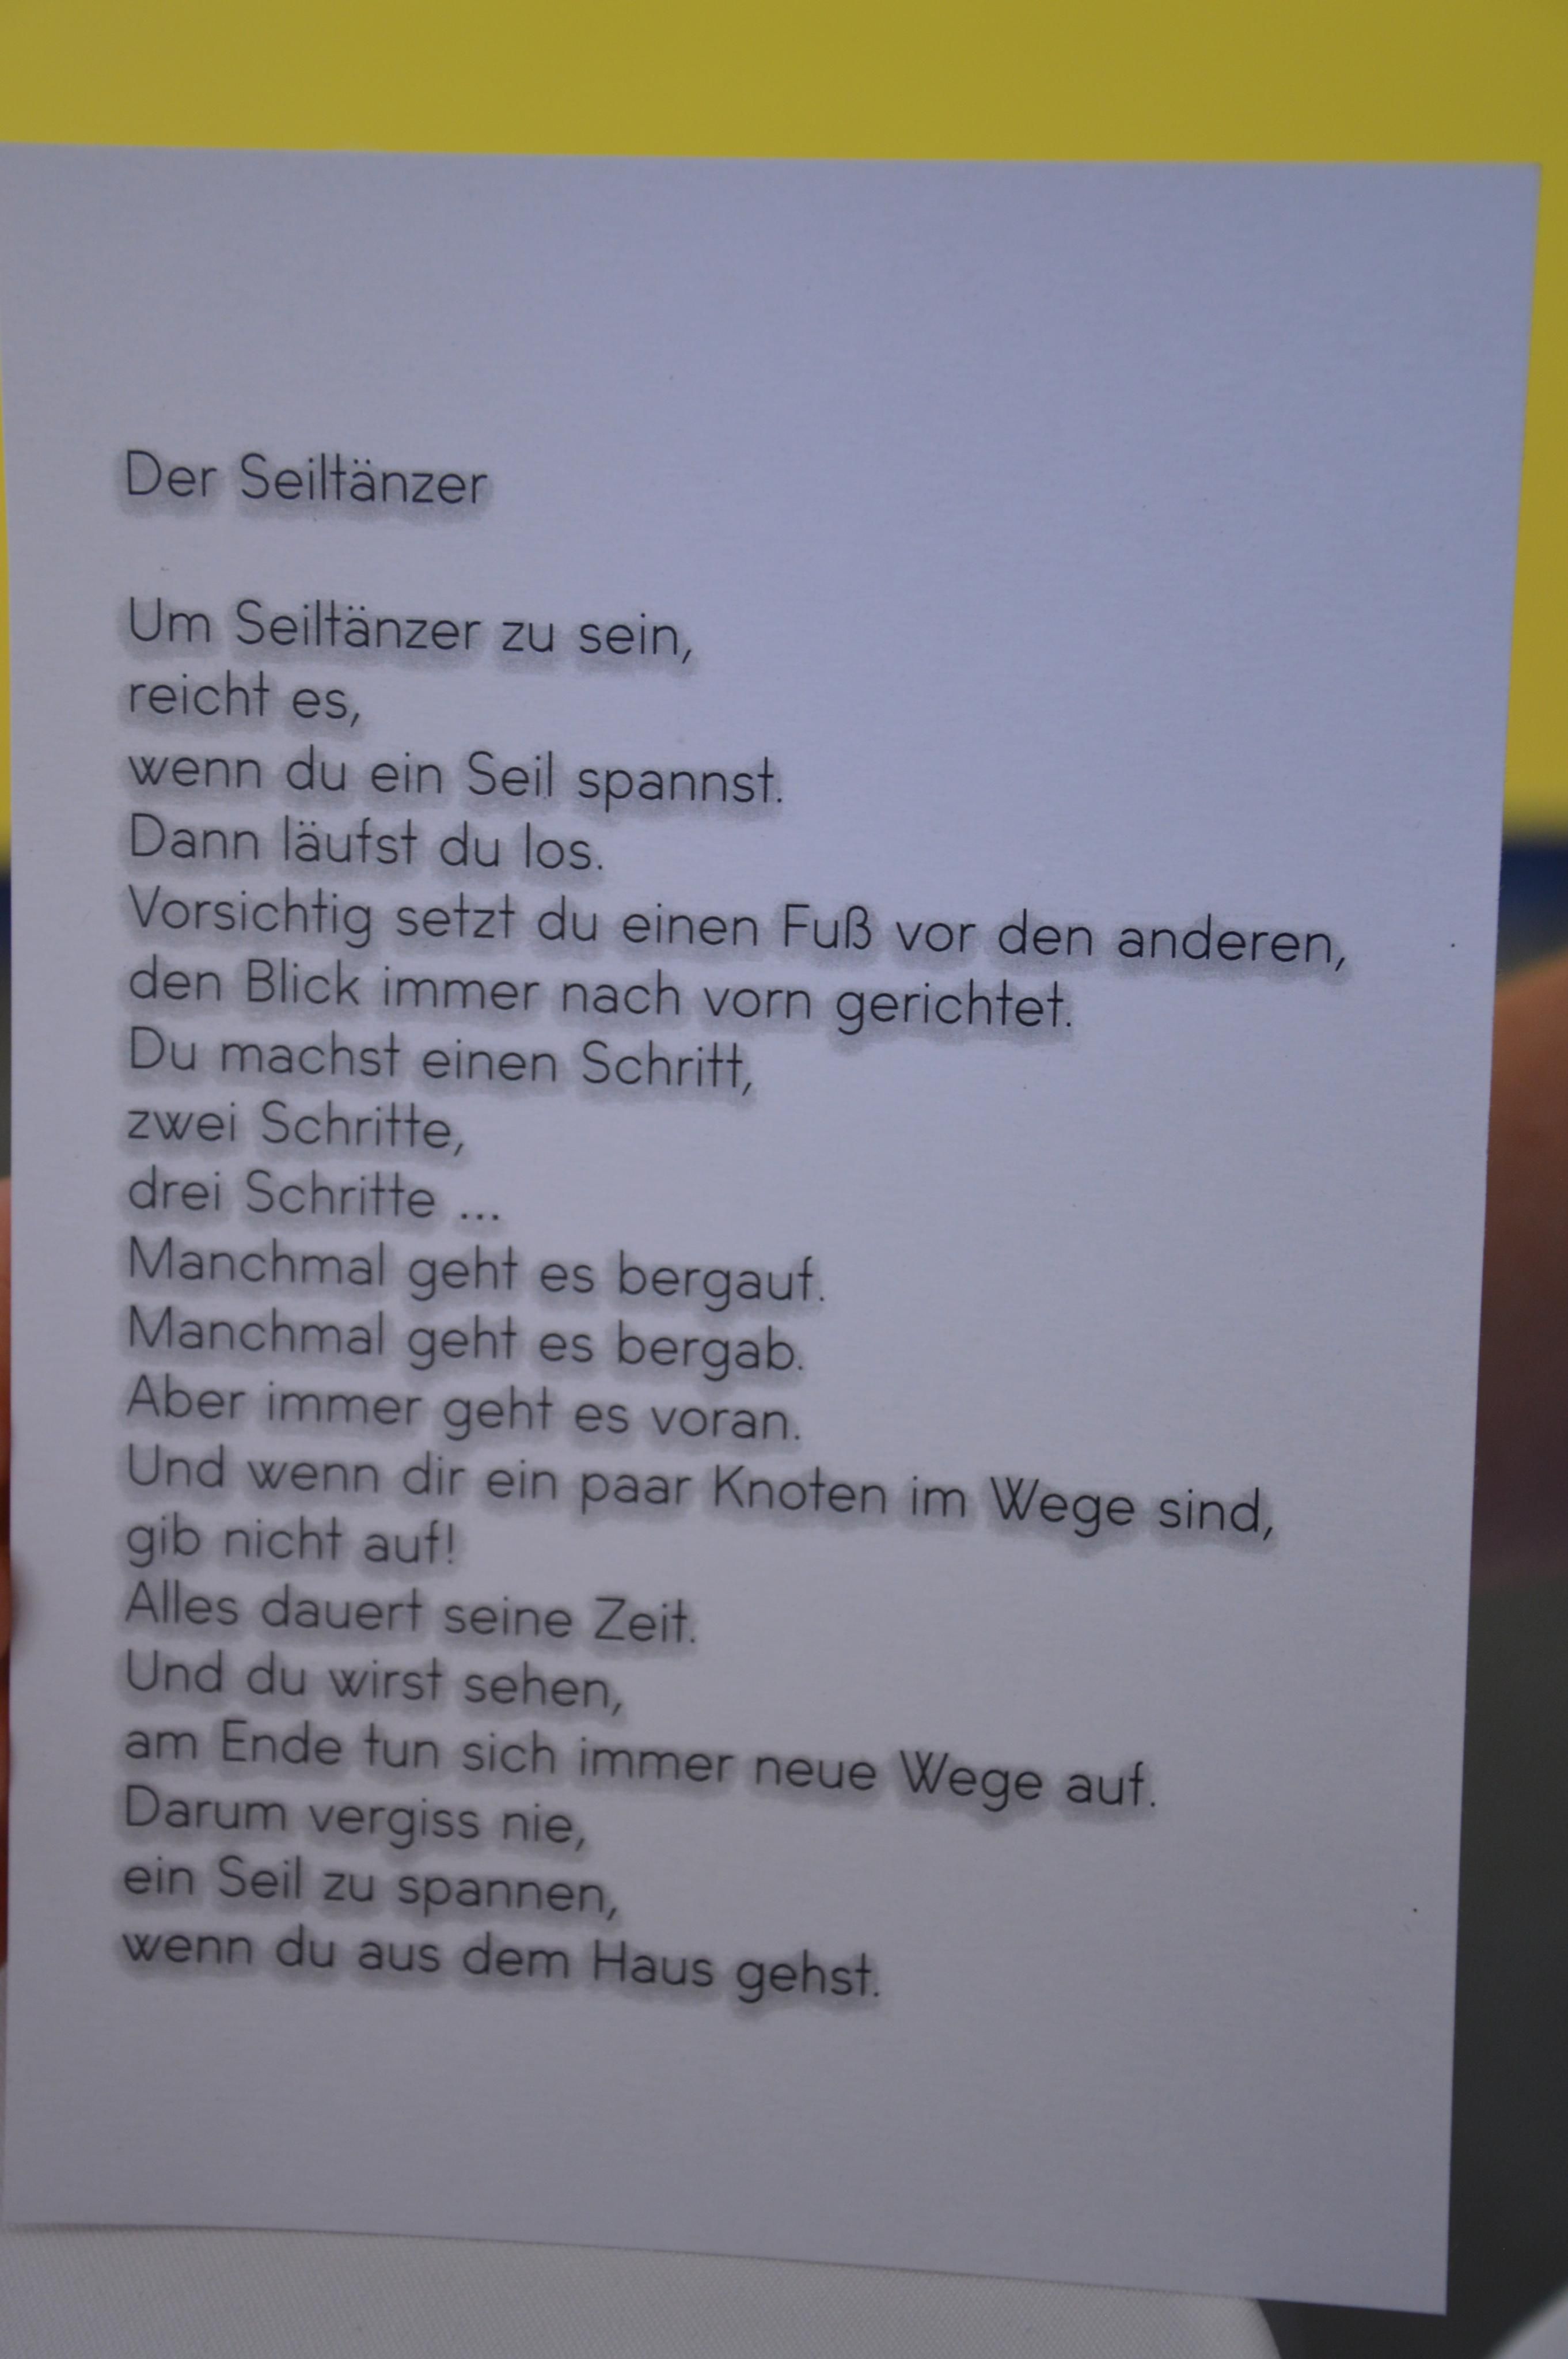 Der Seiltänzer
Um Seiltänzer zu sein,
reicht es,
wenn du ein Seil spannst.
Dann läufst du los.
Vorsichtig setzt du einen Fuß vor den anderen,
den Blick immer nach vorn gerichtet.
Du machst einen Schritt,
zwei Schritte,
drei Schritte ...
Manchmal geht es bergauf.
Manchmal geht es bergab.
Aber immer geht es voran.
Und wenn dir ein paar Knoten im Wege sind,
gib nicht auf!
Alles dauert seine Zeit.
Und du wirst sehen,
am Ende tun sich immer neue Wege auf.
Darum vergiss nie,
ein Seil zu spannen,
wenn du aus dem Haus gehst.